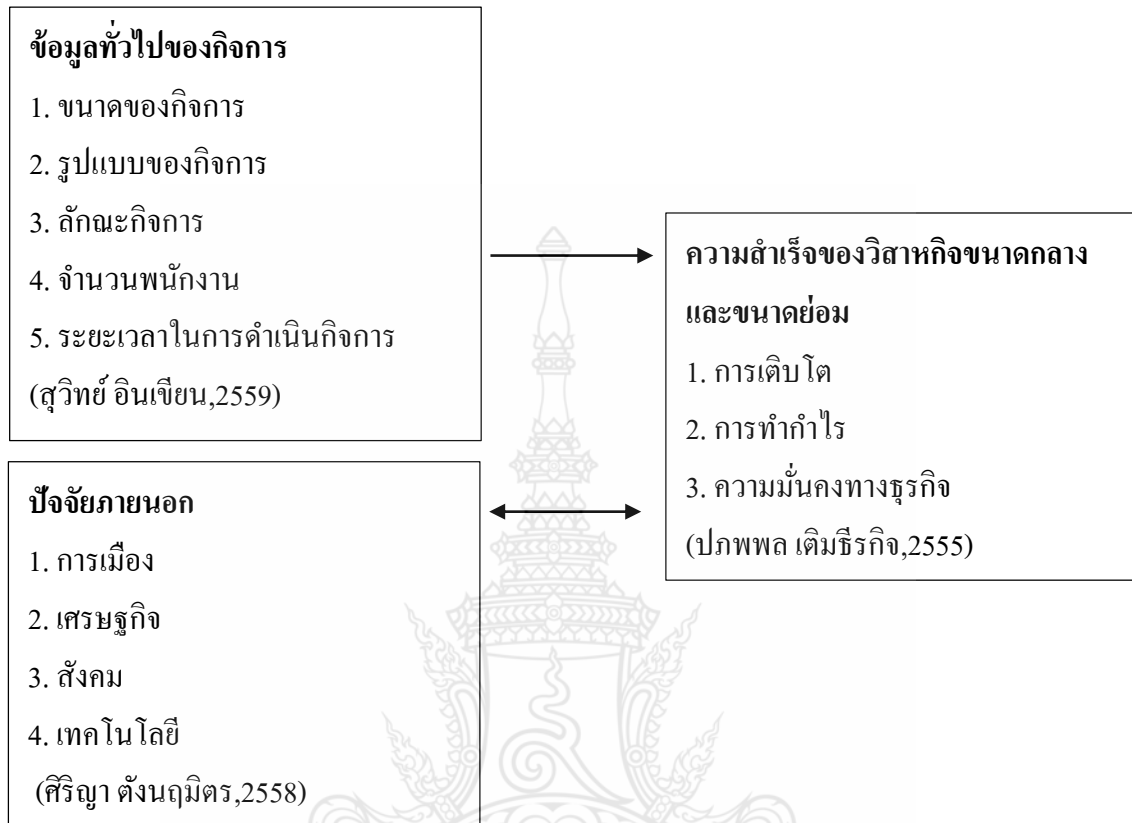 ข้อมูลทั่วไปของกิจการ
1. ขนาดของกิจการ
2. รูปแบบของกิจการ
3. ลักษณะกิจการ
4. จำนวนพนักงาน
5. ระยะเวลาในการดำเนินกิจการ
(สุวิทย์ อินเขียน,2559)
ปัจจัยภายนอก
1. การเมือง
2. เศรษฐกิจ
3. สังคม
4. เทคโนโลยี
(ศิริญา ตังนฤมิตร,2558)
ความสำเร็จของวิสาหกิจขนาดกลาง
และขนาดย่อม
1. การเติบโต
2. การทำกำไร
3. ความมั่นคงทางธุรกิจ
(ปภพพล เติมธีรกิจ,2555)